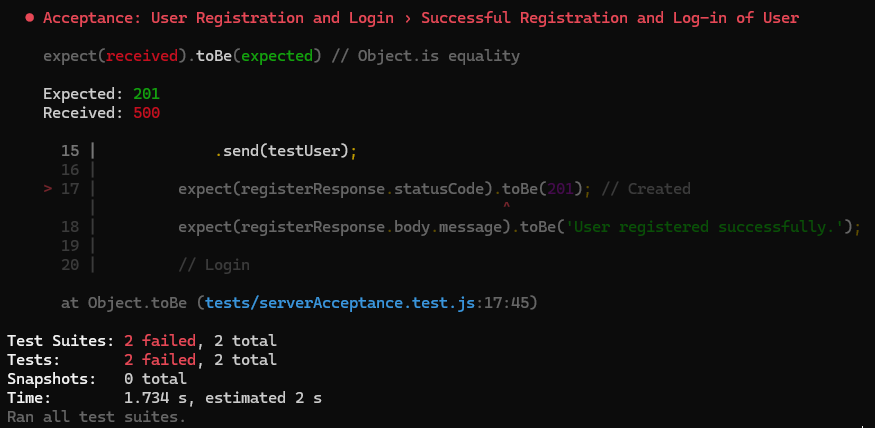 ● Acceptance: User Registration and Login › Successful Registration and Log-in of User
expect(received).toBe(expected) // Object.is equality
Expected: 201
Received: 500
15 |             .send(testUser);
16 |
> 17 |         expect(registerResponse.statusCode).toBe(201); // Created
|                                             ^
18 |         expect(registerResponse.body.message).toBe('User registered successfully.');
19 |
20 |         // Login
at Object.toBe (tests/serverAcceptance.test.js:17:45)
Test Suites: 2 failed, 2 total
Tests:       2 failed, 2 total
Snapshots:   0 total
Time:        1.734 s, estimated 2 s
Ran all test suites.